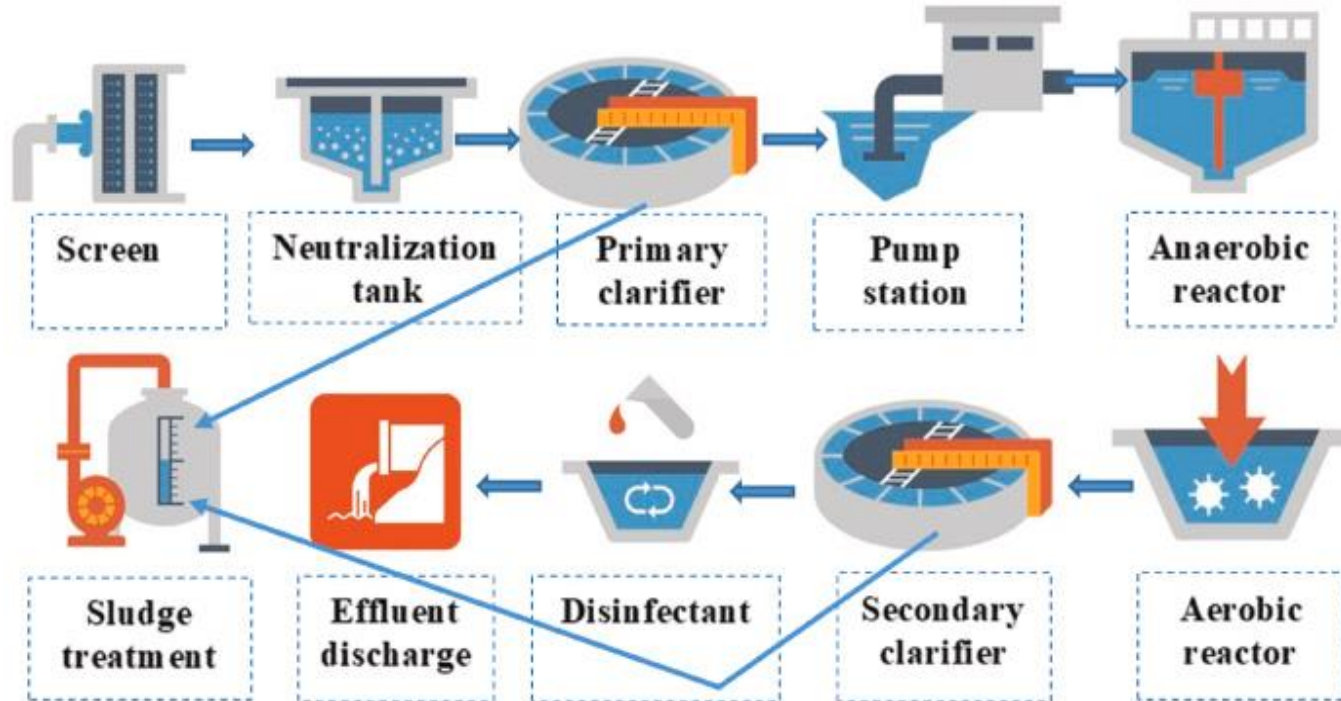 Screen
Neutralization
tank
Primary
clarifier
Pump
station
Anaerobic
reactor
Sludge
treatment
Effluent
discharge
Disinfectant
Secondary
clarifier
Aerobic
reactor